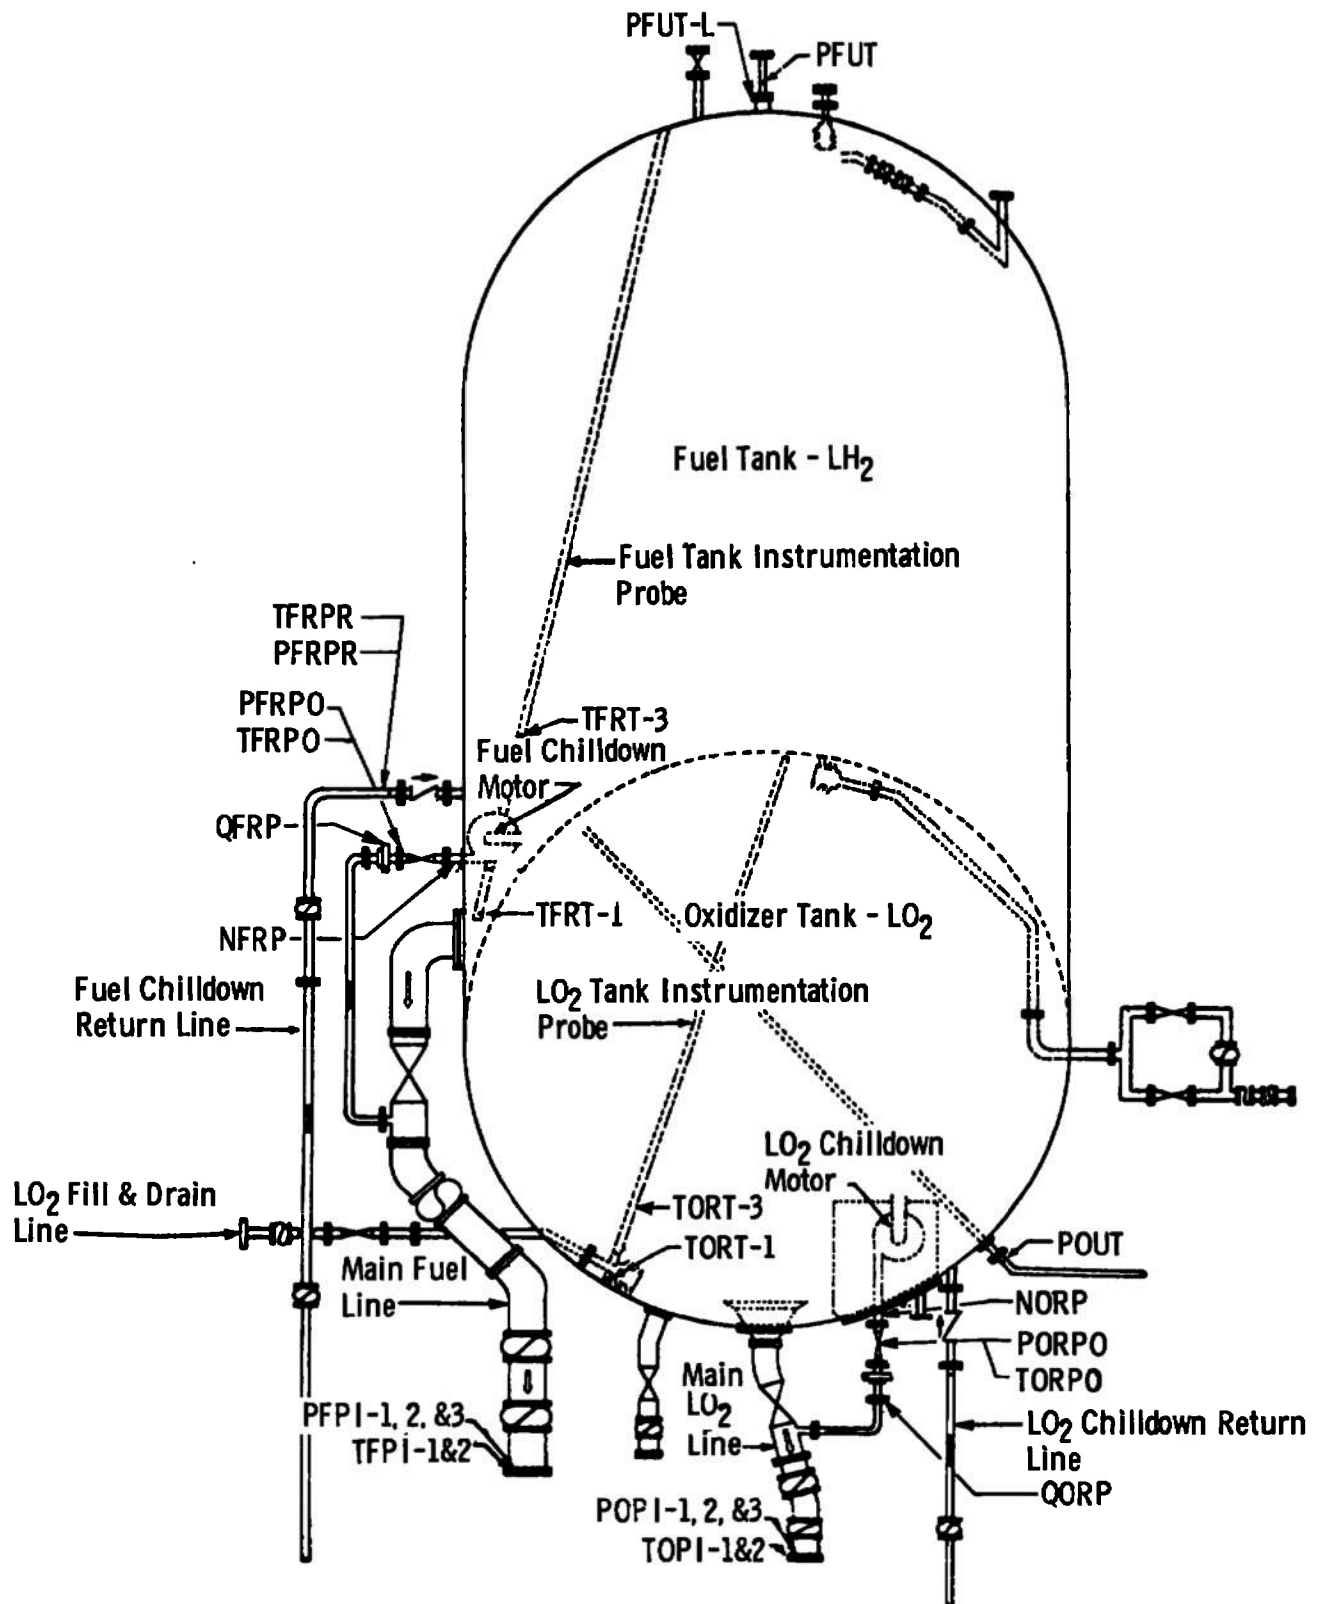 PFUT-L
PFUT
Fuel Tank - LH2
Fuel Tank Instrumentation
Probe
TFRPR
PFRPR
PFRPO
TFRPO
TFRT-3
Fuel Chilldown
Motor
QFRP
TFRT-1
NFRP
Oxidizer Tank - LO2
Fuel Chilldown
Return Line
LO2 Tank Instrumentation
Probe
LO2 Chilldown
Motor
LO2 Fill & Drain
Line
TORT-3
TORT-1
POUT
Main Fuel
Line
NORP
PORPO
TORPO
Main
LO2
Line
PFPI-1, 2, &3
TFPI-1&2
LO2 Chilldown Return
Line
QORP
POPI-1, 2, &3
TOPI-1&2